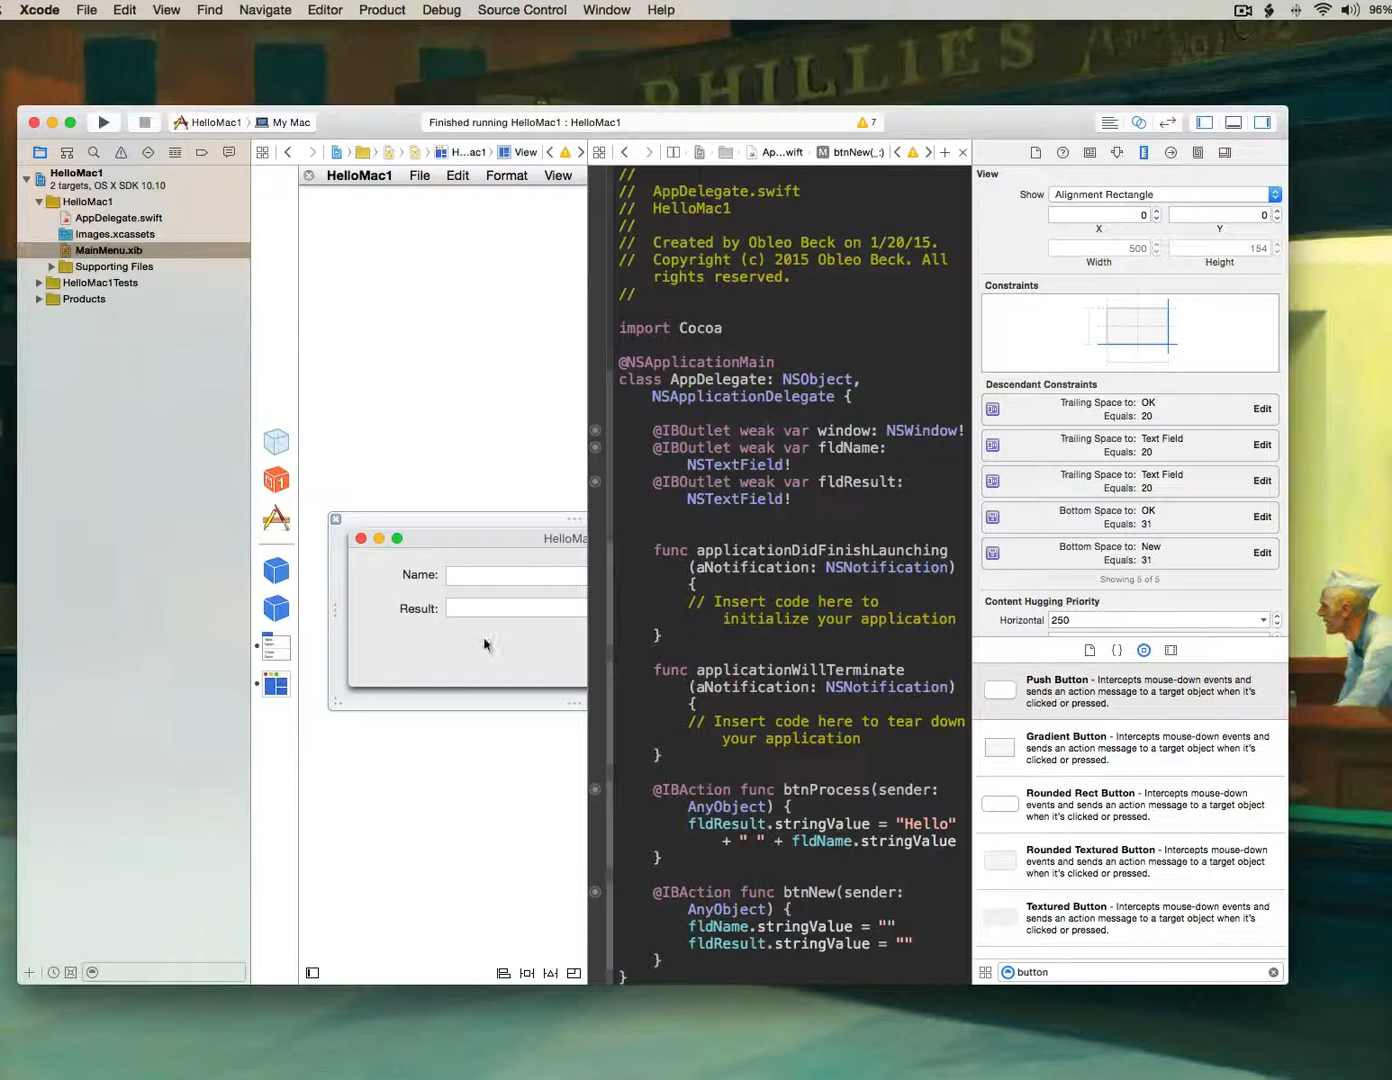 Xcode File Edit View Find Navigate Editor Product Debug Source Control Window Help 96%
PHILLIES
HelloMac1 My Mac
Finished running HelloMac1 : HelloMac1
7
HelloMac1
2 targets, OS X SDK 10.10
HelloMac1
AppDelegate.swift
Images.xcassets
MainMenu.xib
Supporting Files
HelloMac1Tests
Products
H...ac1 View
HelloMac1 File Edit Format View
HelloMa
Name:
Result:
Ap...wift M btnNew(_:)
//
// AppDelegate.swift
// HelloMac1
//
// Created by Obleo Beck on 1/20/15.
// Copyright (c) 2015 Obleo Beck. All
rights reserved.
//
import Cocoa
@NSApplicationMain
class AppDelegate: NSObject,
NSApplicationDelegate {
@IBOutlet weak var window: NSWindow!
@IBOutlet weak var fldName:
NSTextField!
@IBOutlet weak var fldResult:
NSTextField!
func applicationDidFinishLaunching
(aNotification: NSNotification)
{
// Insert code here to
initialize your application
}
func applicationWillTerminate
(aNotification: NSNotification)
{
// Insert code here to tear down
your application
}
@IBAction func btnProcess(sender:
AnyObject) {
fldResult.stringValue = "Hello"
+ " " + fldName.stringValue
}
@IBAction func btnNew(sender:
AnyObject) {
fldName.stringValue = ""
fldResult.stringValue = ""
}
}
View
Show Alignment Rectangle
0 0
X Y
500 154
Width Height
Constraints
Descendant Constraints
Trailing Space to: OK
Equals: 20
Edit
Trailing Space to: Text Field
Equals: 20
Edit
Trailing Space to: Text Field
Equals: 20
Edit
Bottom Space to: OK
Equals: 31
Edit
Bottom Space to: New
Equals: 31
Edit
Showing 5 of 5
Content Hugging Priority
Horizontal 250
{ }
Push Button - Intercepts mouse-down events and
sends an action message to a target object when it's
clicked or pressed.
Gradient Button - Intercepts mouse-down events
and sends an action message to a target object
when it's clicked or pressed.
Rounded Rect Button - Intercepts mouse-down
events and sends an action message to a target object
when it's clicked or pressed.
Rounded Textured Button - Intercepts mouse-down
events and sends an action message to a target object
when it's clicked or pressed.
Textured Button - Intercepts mouse-down events
and sends an action message to a target object
when it's clicked or pressed.
button